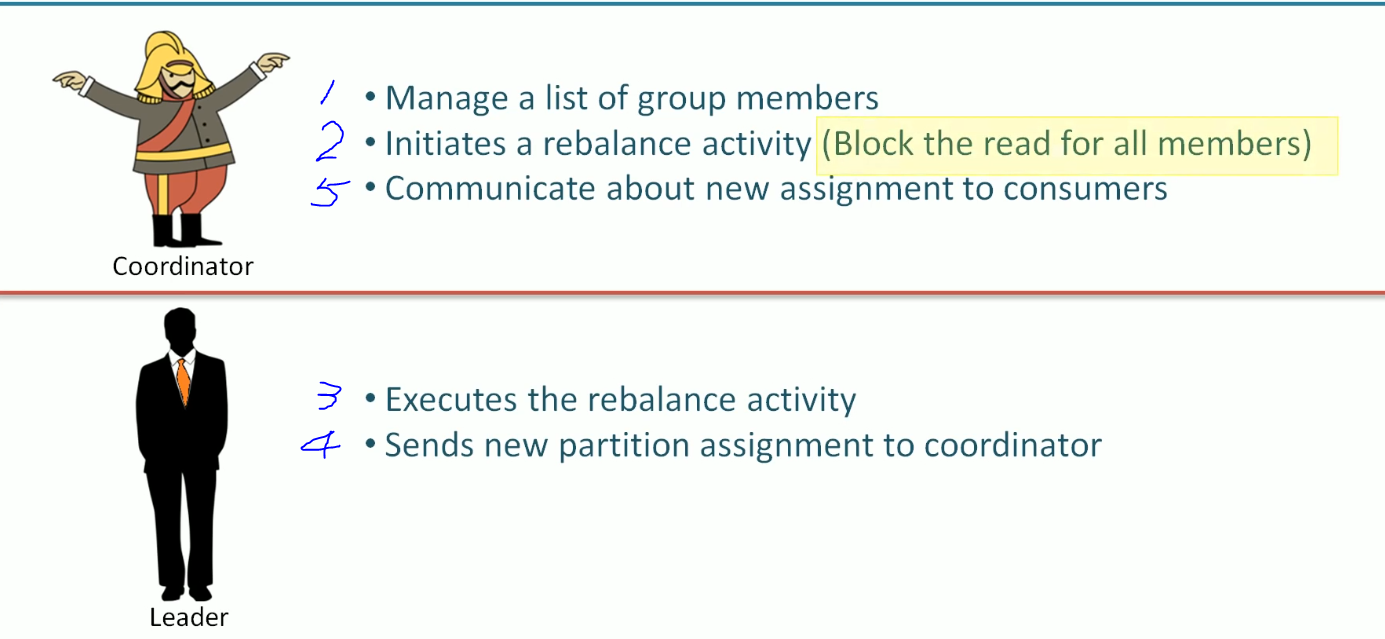 1 • Manage a list of group members
2 • Initiates a rebalance activity (Block the read for all members)
5 • Communicate about new assignment to consumers
Coordinator
3 • Executes the rebalance activity
4 • Sends new partition assignment to coordinator
Leader